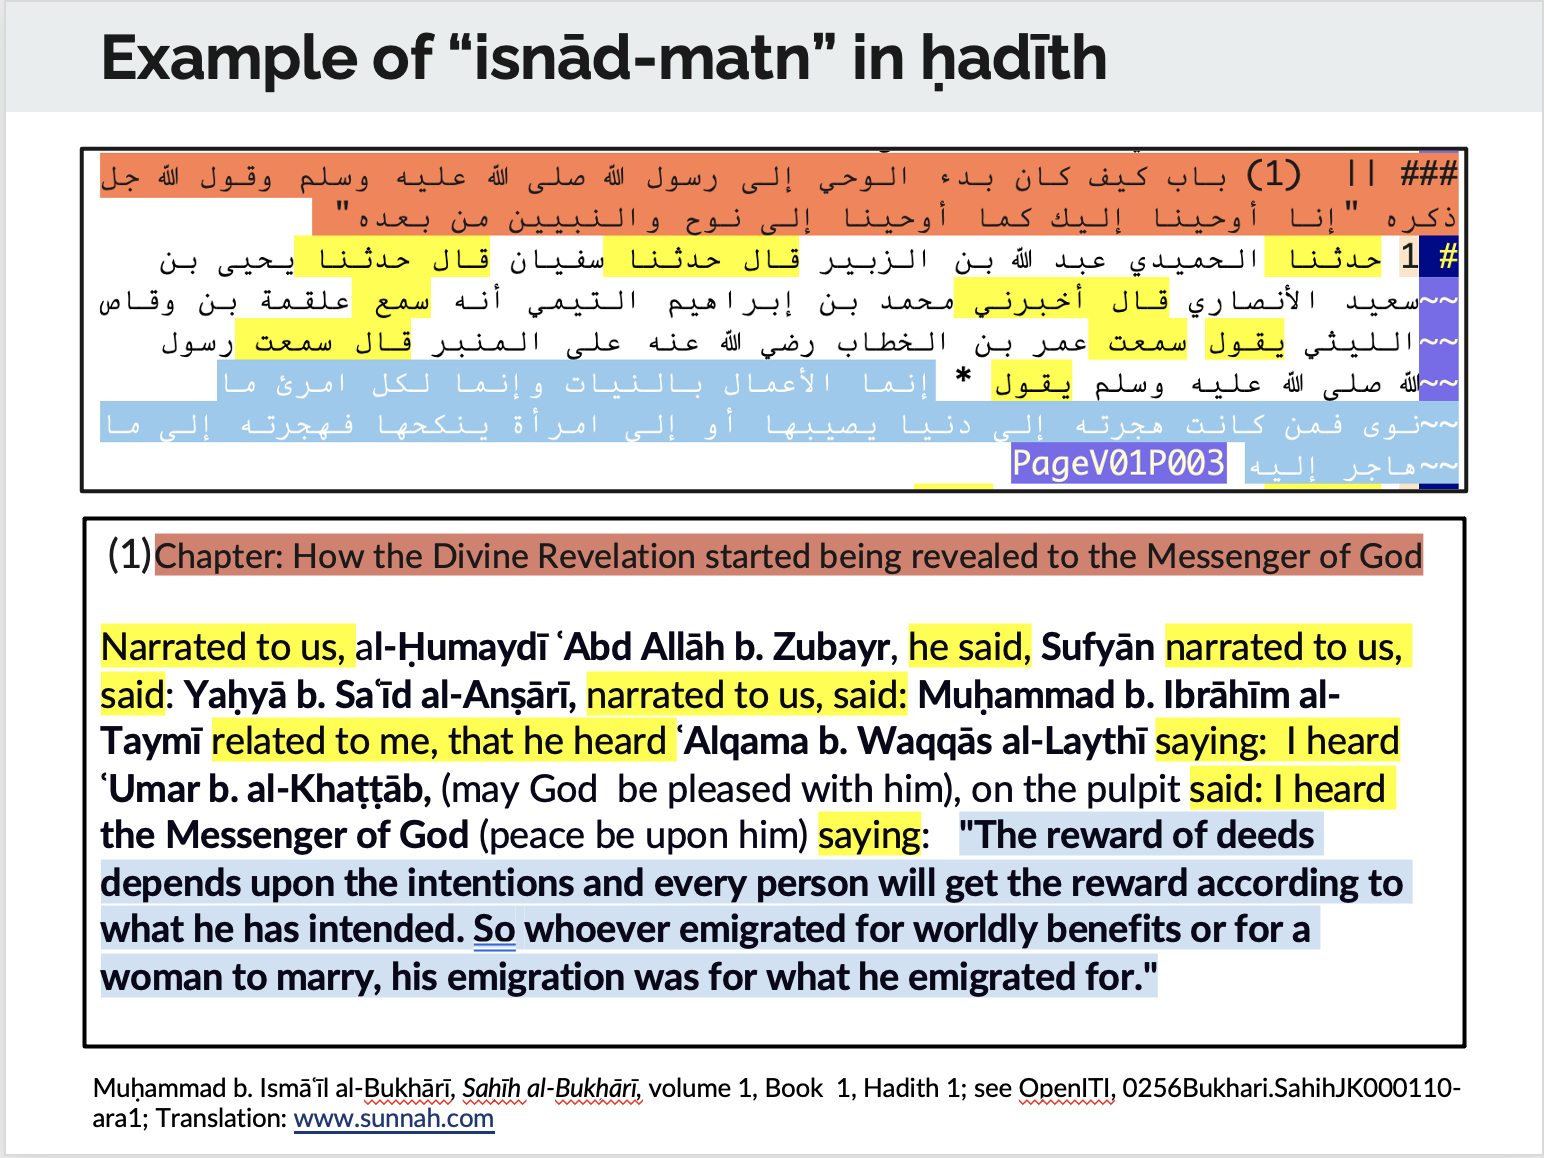 Example of “isnād-matn” in ḥadīth
### || (1) باب كيف كان بدء الوحي إلى رسول الله صلى الله عليه وسلم وقول الله جل
ذكره "إنا أوحينا إليك كما أوحينا إلى نوح والنبيين من بعده"
# 1 حدثنا الحميدي عبد الله بن الزبير قال حدثنا سفيان قال حدثنا يحيى بن
~~سعيد الأنصاري قال أخبرني محمد بن إبراهيم التيمي أنه سمع علقمة بن وقاص
~~الليثي يقول سمعت عمر بن الخطاب رضي الله عنه على المنبر قال سمعت رسول
~~الله صلى الله عليه وسلم يقول * إنما الأعمال بالنيات وإنما لكل امرئ ما
~~نوى فمن كانت هجرته إلى دنيا يصيبها أو إلى امرأة ينكحها فهجرته إلى ما
~~هاجر إليه PageV01P003
(1)Chapter: How the Divine Revelation started being revealed to the Messenger of God
Narrated to us, al-Ḥumaydī ʿAbd Allāh b. Zubayr, he said, Sufyān narrated to us,
said: Yaḥyā b. Saʿīd al-Anṣārī, narrated to us, said: Muḥammad b. Ibrāhīm al-
Taymī related to me, that he heard ʿAlqama b. Waqqās al-Laythī saying:  I heard
ʿUmar b. al-Khaṭṭāb, (may God  be pleased with him), on the pulpit said: I heard
the Messenger of God (peace be upon him) saying:   "The reward of deeds
depends upon the intentions and every person will get the reward according to
what he has intended. So whoever emigrated for worldly benefits or for a
woman to marry, his emigration was for what he emigrated for."
Muḥammad b. Ismāʿīl al-Bukhārī, Sahīh al-Bukhārī, volume 1, Book  1, Hadith 1; see OpenITI, 0256Bukhari.SahihJK000110-
ara1; Translation: www.sunnah.com